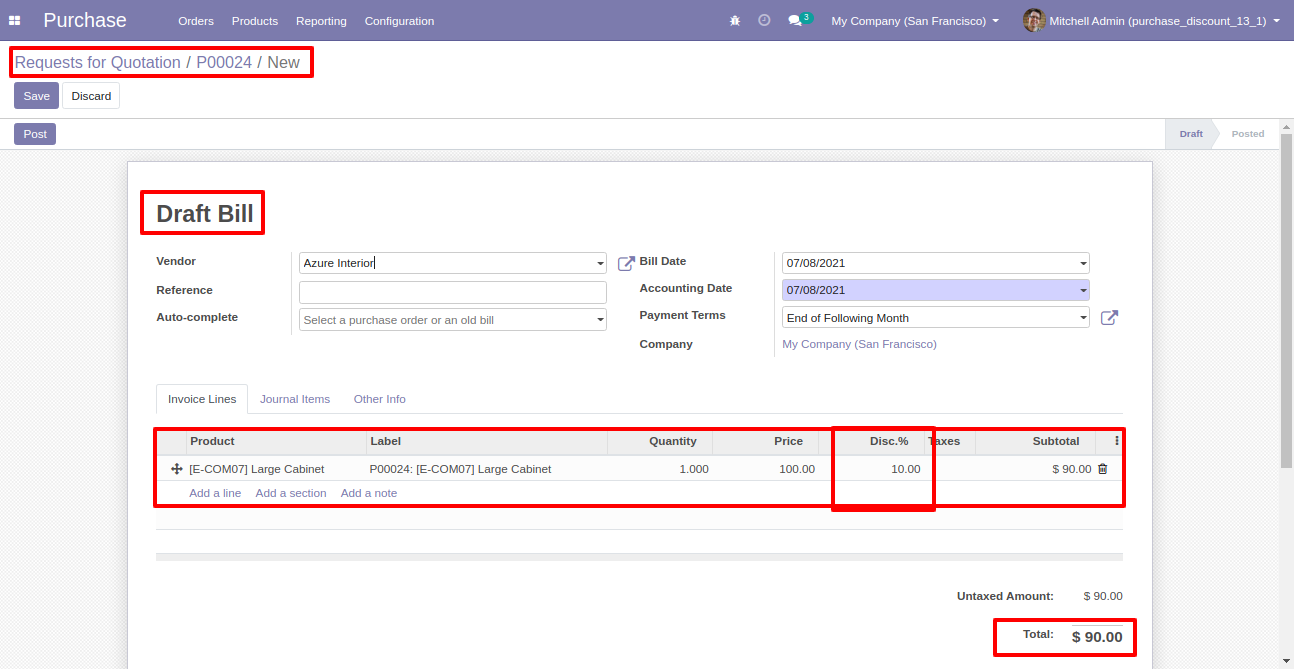 Purchase Orders Products Reporting Configuration 3 My Company (San Francisco) Mitchell Admin (purchase_discount_13_1)
Requests for Quotation / P00024 / New
Save Discard
Post Draft Posted
Draft Bill
Vendor Azure Interior Bill Date 07/08/2021
Reference Accounting Date 07/08/2021
Auto-complete Select a purchase order or an old bill Payment Terms End of Following Month
Company My Company (San Francisco)
Invoice Lines Journal Items Other Info
Product Label Quantity Price Disc.% Taxes Subtotal
[E-COM07] Large Cabinet P00024: [E-COM07] Large Cabinet 1.000 100.00 10.00 $ 90.00
Add a line Add a section Add a note
Untaxed Amount: $ 90.00
Total: $ 90.00